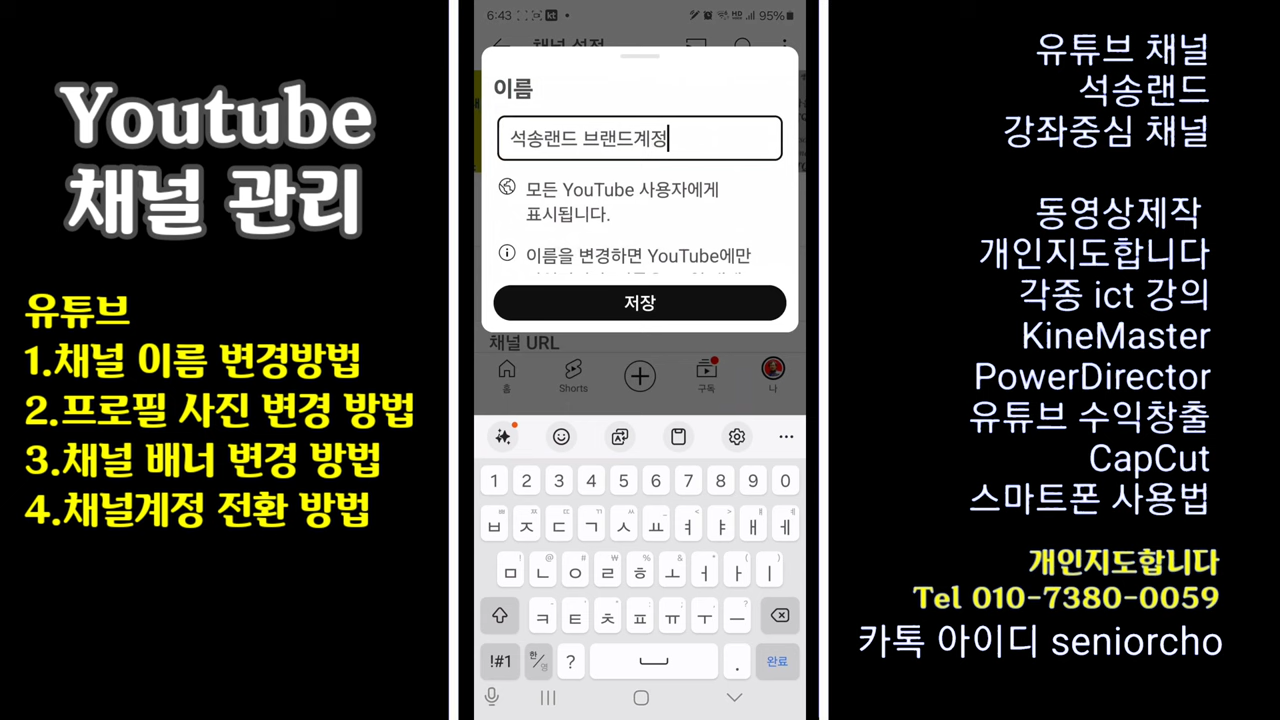 Youtube
채널 관리
유튜브
1.채널 이름 변경방법
2.프로필 사진 변경 방법
3.채널 배너 변경 방법
4.채널계정 전환 방법
6:43
kt
HD
95%
채널 설정
이름
석송랜드 브랜드계정
모든 YouTube 사용자에게
표시됩니다.
이름을 변경하면 YouTube에만
저장
채널 URL
홈
Shorts
구독
나
1 2 3 4 5 6 7 8 9 0
ㅂ ㅈ ㄷ ㄱ ㅅ ㅛ ㅕ ㅑ ㅐ ㅔ
ㅁ ㄴ ㅇ ㄹ ㅎ ㅗ ㅓ ㅏ ㅣ
ㅋ ㅌ ㅊ ㅍ ㅠ ㅜ ㅡ
!#1 한/영 ? . 완료
유튜브 채널
석송랜드
강좌중심 채널
동영상제작
개인지도합니다
각종 ict 강의
KineMaster
PowerDirector
유튜브 수익창출
CapCut
스마트폰 사용법
개인지도합니다
Tel 010-7380-0059
카톡 아이디 seniorcho